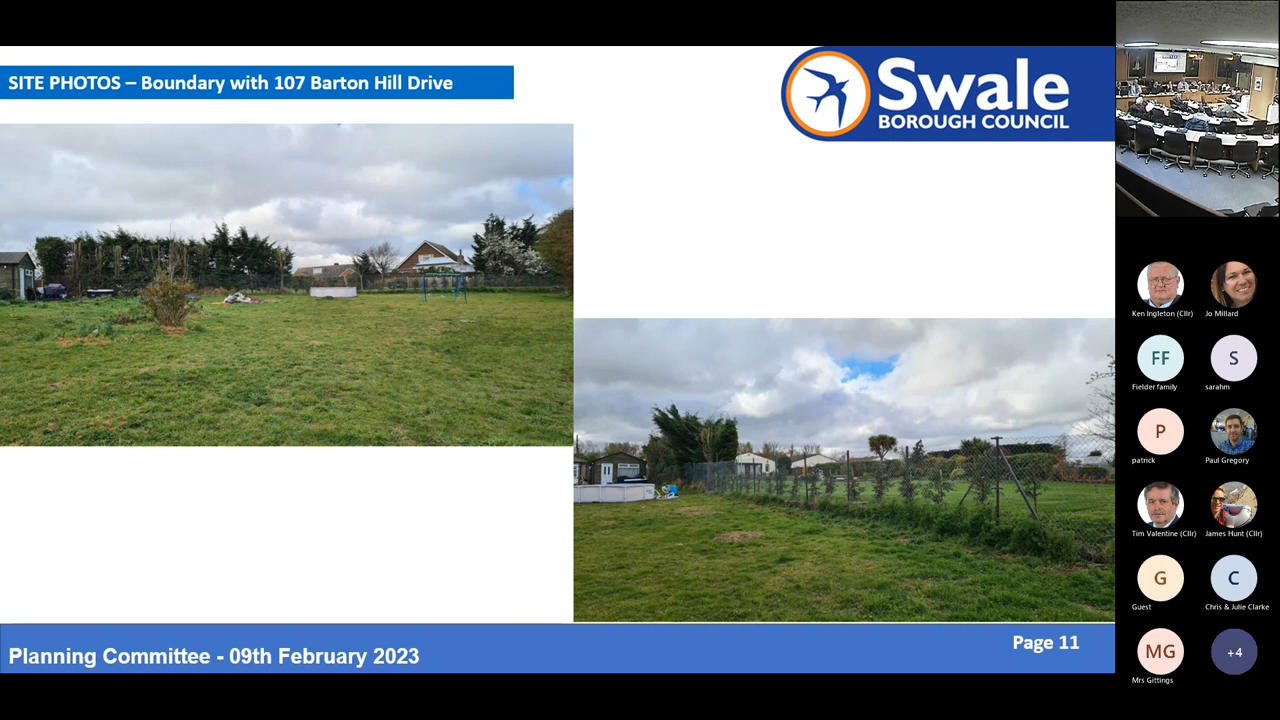 SITE PHOTOS – Boundary with 107 Barton Hill Drive
Swale
BOROUGH COUNCIL
Ken Ingleton (Cllr)
Jo Millard
FF
S
Fielder family
sarahm
P
patrick
Paul Gregory
Tim Valentine (Cllr)
James Hunt (Cllr)
G
C
Guest
Chris & Julie Clarke
MG
+4
Mrs Gittings
Page 11
Planning Committee - 09th February 2023